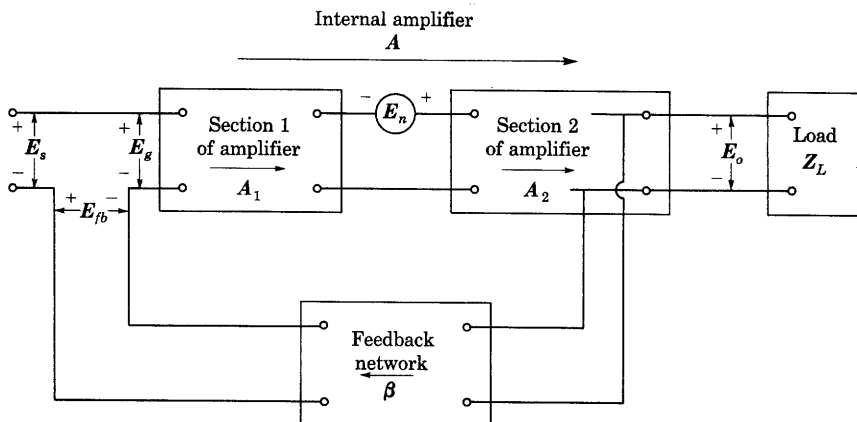 Internal amplifier
A
+
E_s
−
+
E_g
−
Section 1
of amplifier
A_1
−
E_n
+
Section 2
of amplifier
A_2
+
E_o
−
Load
Z_L
+
E_fb
−
Feedback
network
β